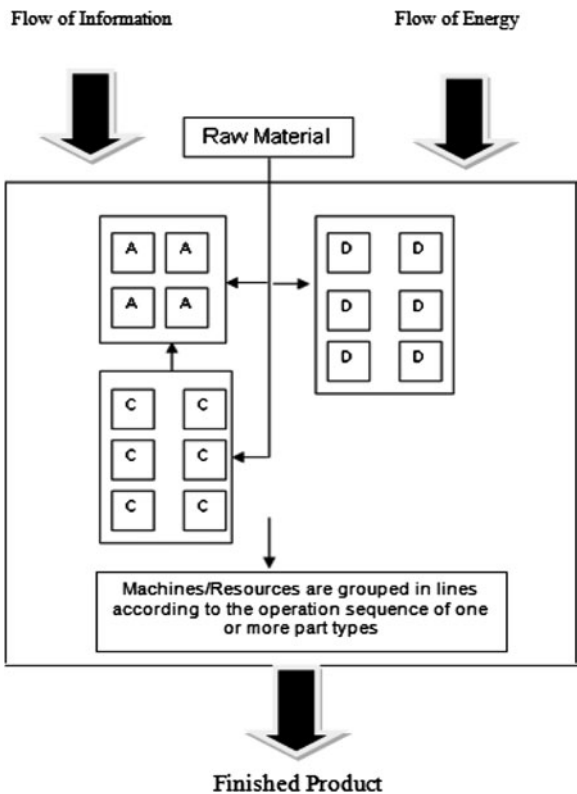 Flow of Information
Flow of Energy
Raw Material
A A
A A
D D
D D
D D
C C
C C
C C
Machines/Resources are grouped in lines
according to the operation sequence of one
or more part types
Finished Product